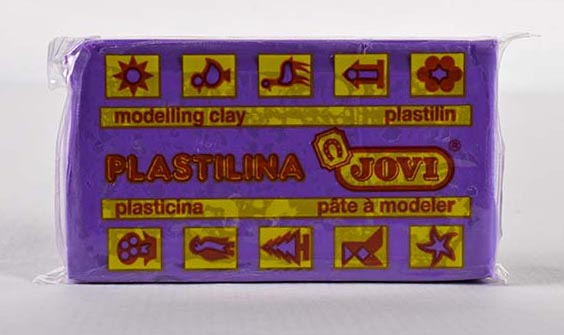 modelling clay plastilin
PLASTILINA JOVI ®
plasticina pâte à modeler